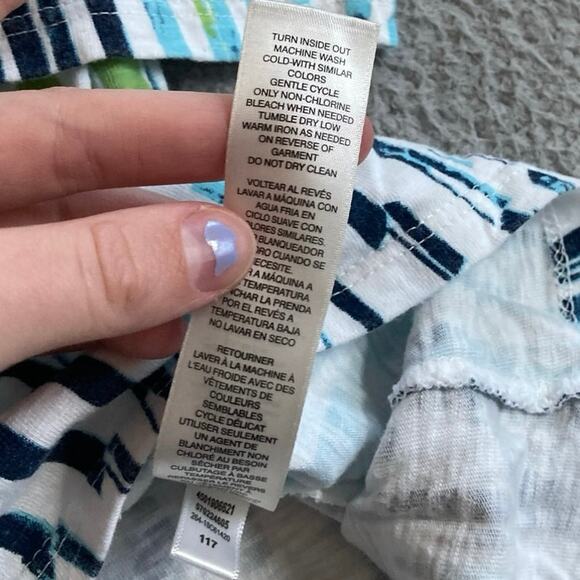 TURN INSIDE OUT
MACHINE WASH
COLD-WITH SIMILAR
COLORS
GENTLE CYCLE
ONLY NON-CHLORINE
BLEACH WHEN NEEDED
TUMBLE DRY LOW
WARM IRON AS NEEDED
ON REVERSE OF
GARMENT
DO NOT DRY CLEAN
VOLTEAR AL REVÉS
LAVAR A MÁQUINA CON
AGUA FRIA EN
CICLO SUAVE CON
SIMILARES.
BLANQUEADOR
CUANDO SE
A MÁQUINA A
TEMPERATURA
LA PRENDA
POR EL REVÉS A
TEMPERATURA BAJA
NO LAVAR EN SECO
RETOURNER
LAVER À LA MACHINE À
L'EAU FROIDE AVEC DES
VÊTEMENTS DE
COULEURS
SEMBLABLES
CYCLE DÉLICAT
UTILISER SEULEMENT
UN AGENT DE
BLANCHIMENT NON
CHLORÉ AU BESOIN
SÉCHER PAR
CULBUTAGE À BASSE
TEMPÉRATURE
REPASSER LE REVERS
117